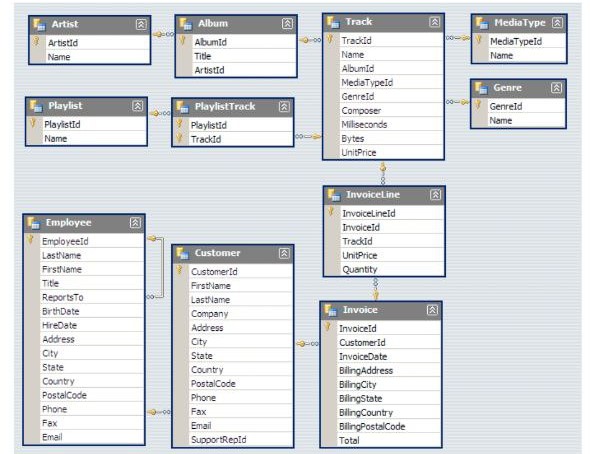 Artist
ArtistId
Name
Album
AlbumId
Title
ArtistId
Track
TrackId
Name
AlbumId
MediaTypeId
GenreId
Composer
Milliseconds
Bytes
UnitPrice
MediaType
MediaTypeId
Name
Genre
GenreId
Name
Playlist
PlaylistId
Name
PlaylistTrack
PlaylistId
TrackId
InvoiceLine
InvoiceLineId
InvoiceId
TrackId
UnitPrice
Quantity
Employee
EmployeeId
LastName
FirstName
Title
ReportsTo
BirthDate
HireDate
Address
City
State
Country
PostalCode
Phone
Fax
Email
Customer
CustomerId
FirstName
LastName
Company
Address
City
State
Country
PostalCode
Phone
Fax
Email
SupportRepId
Invoice
InvoiceId
CustomerId
InvoiceDate
BillingAddress
BillingCity
BillingState
BillingCountry
BillingPostalCode
Total